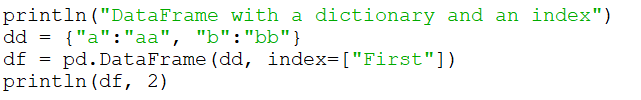 println("DataFrame with a dictionary and an index")
dd = {"a":"aa", "b":"bb"}
df = pd.DataFrame(dd, index=["First"])
println(df, 2)